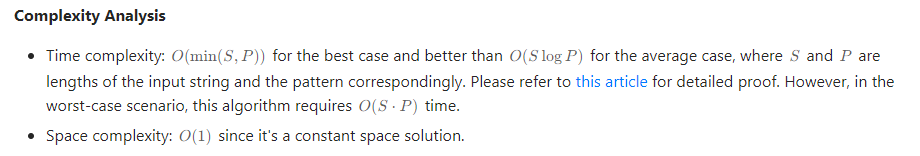 Complexity Analysis
• Time complexity: O(min(S, P)) for the best case and better than O(S log P) for the average case, where S and P are
lengths of the input string and the pattern correspondingly. Please refer to this article for detailed proof. However, in the
worst-case scenario, this algorithm requires O(S · P) time.
• Space complexity: O(1) since it's a constant space solution.